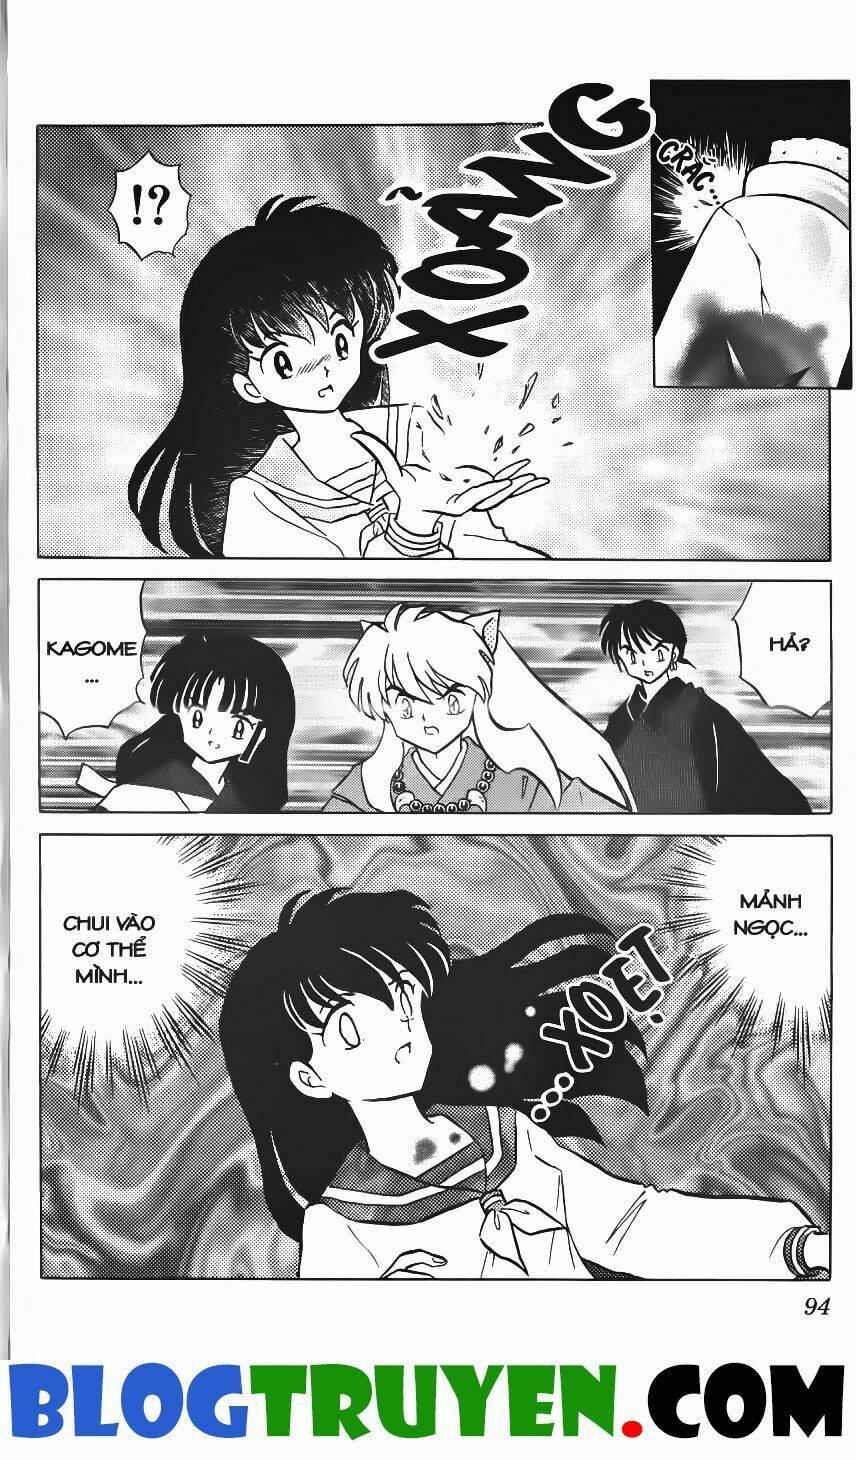 CRẮC...
XOẢNG
!?
HẢ?
KAGOME
...
MẢNH
NGỌC...
...XOẸT
CHUI VÀO
CƠ THỂ
MÌNH...
94
BLOGTRUYEN.COM